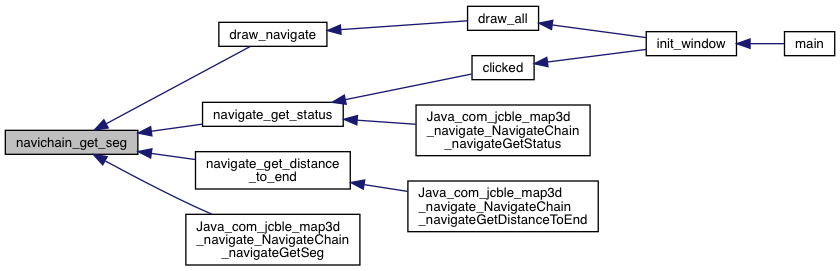 navichain_get_seg
draw_navigate
draw_all
init_window
main
clicked
navigate_get_status
Java_com_jcble_map3d
_navigate_NavigateChain
_navigateGetStatus
navigate_get_distance
_to_end
Java_com_jcble_map3d
_navigate_NavigateChain
_navigateGetDistanceToEnd
Java_com_jcble_map3d
_navigate_NavigateChain
_navigateGetSeg